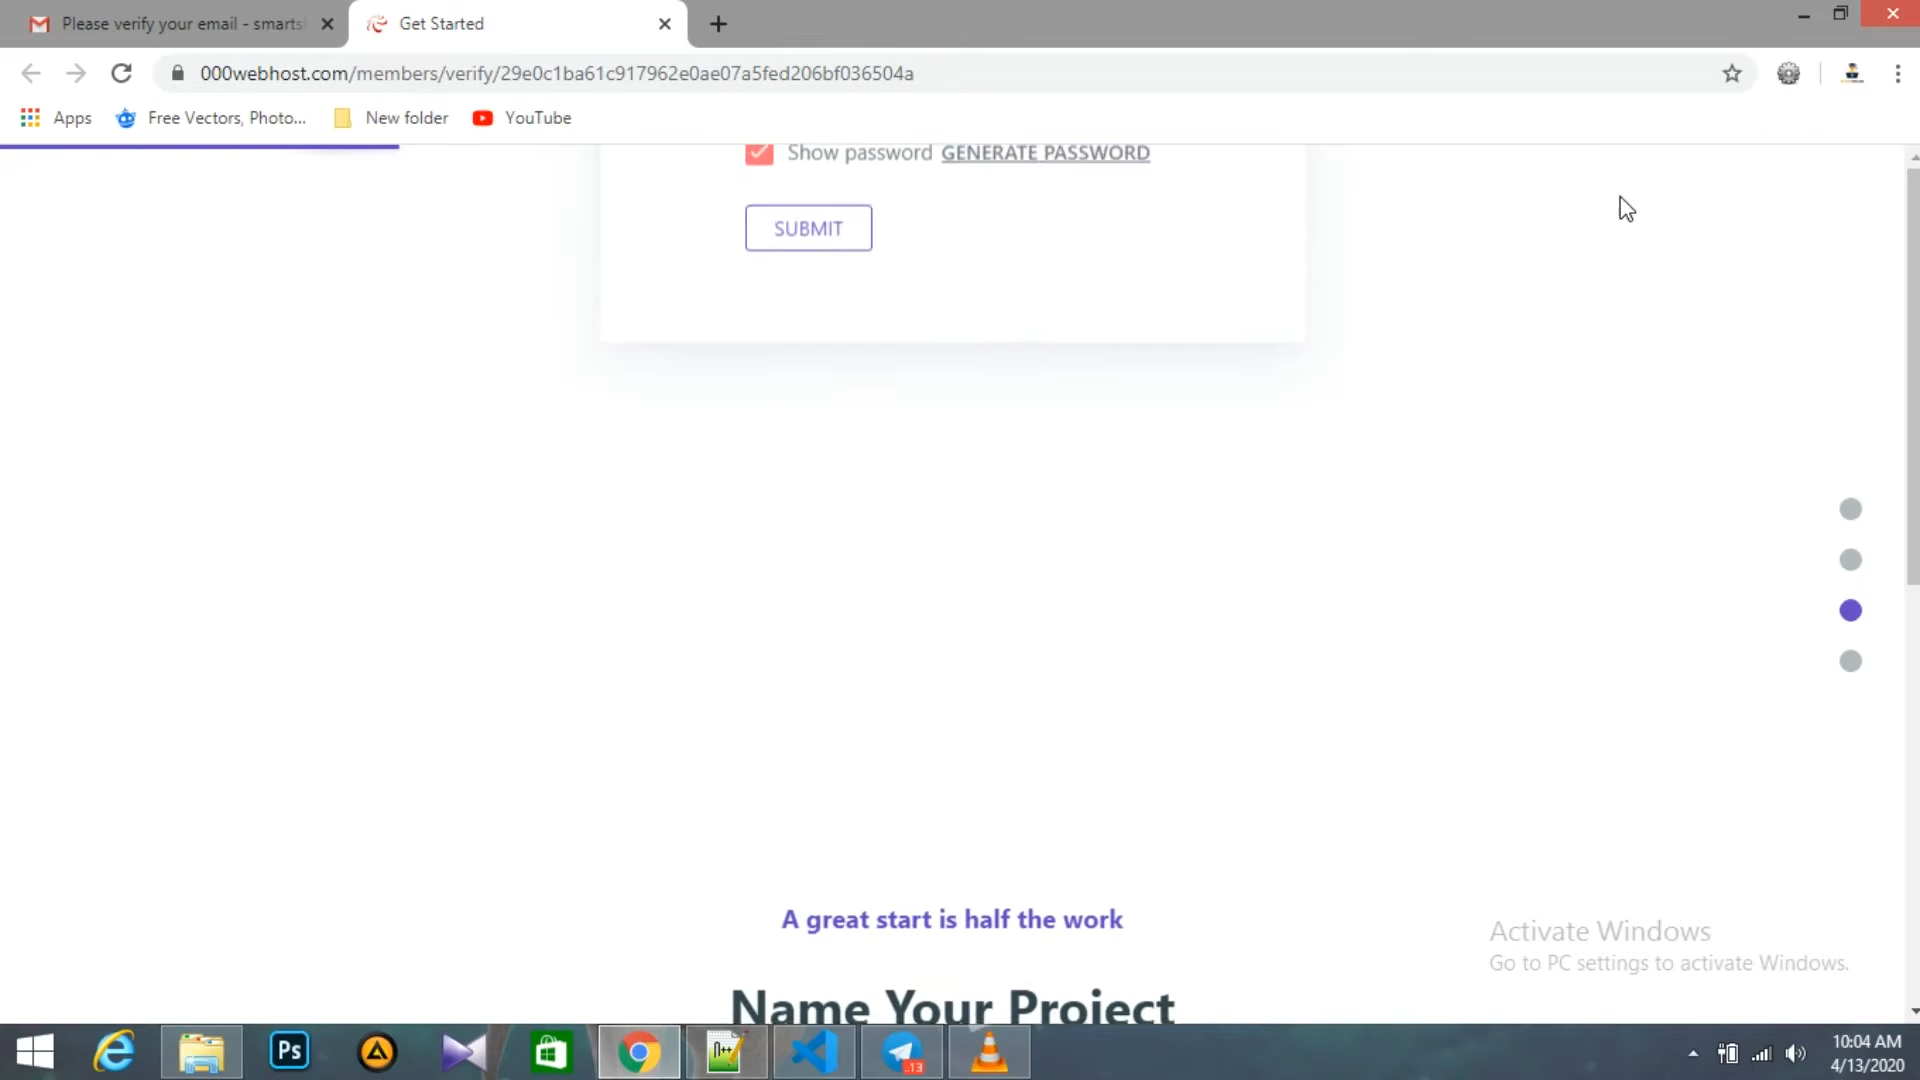 Please verify your email - smarts
Get Started
000webhost.com/members/verify/29e0c1ba61c917962e0ae07a5fed206bf036504a
Apps
Free Vectors, Photo...
New folder
YouTube
Show password GENERATE PASSWORD
SUBMIT
A great start is half the work
Name Your Project
Activate Windows
Go to PC settings to activate Windows.
Ps
n++
13
10:04 AM
4/13/2020